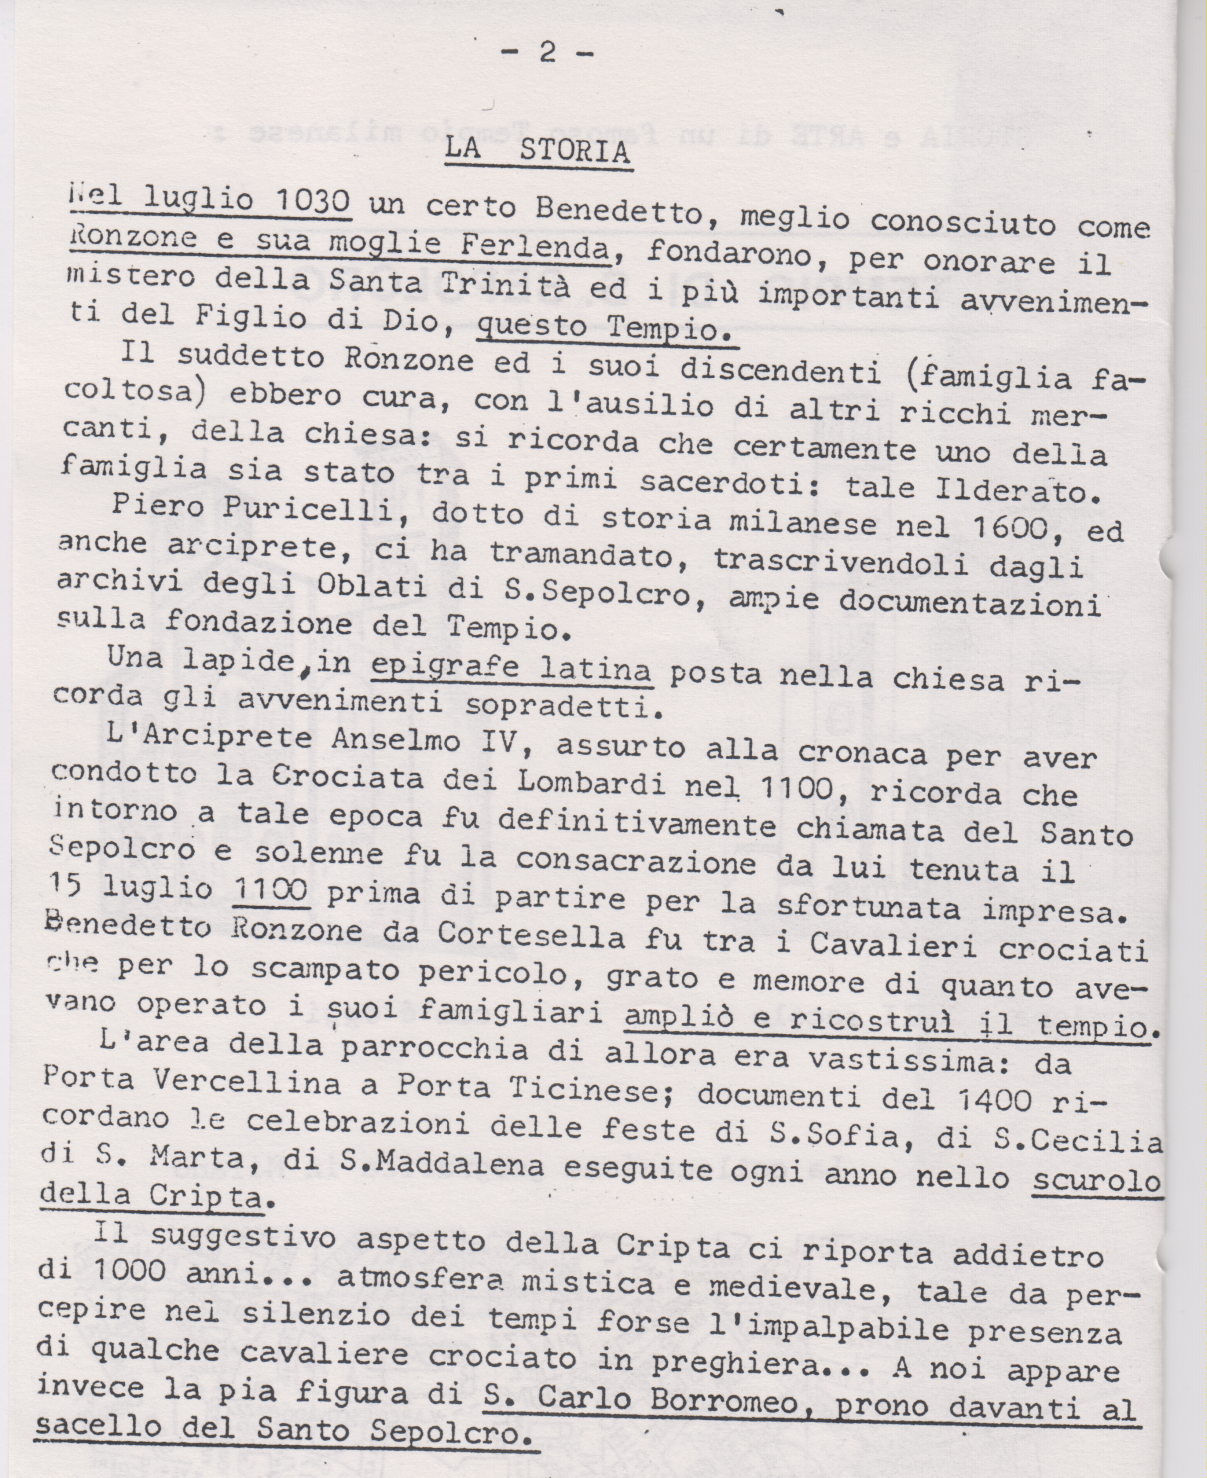 - 2 -
LA STORIA
Nel luglio 1030 un certo Benedetto, meglio conosciuto come
Ronzone e sua moglie Ferlenda, fondarono, per onorare il
mistero della Santa Trinità ed i più importanti avvenimen-
ti del Figlio di Dio, questo Tempio.
Il suddetto Ronzone ed i suoi discendenti (famiglia fa-
coltosa) ebbero cura, con l'ausilio di altri ricchi mer-
canti, della chiesa: si ricorda che certamente uno della
famiglia sia stato tra i primi sacerdoti: tale Ilderato.
Piero Puricelli, dotto di storia milanese nel 1600, ed
anche arciprete, ci ha tramandato, trascrivendoli dagli
archivi degli Oblati di S.Sepolcro, ampie documentazioni
sulla fondazione del Tempio.
Una lapide,in epigrafe latina posta nella chiesa ri-
corda gli avvenimenti sopradetti.
L'Arciprete Anselmo IV, assurto alla cronaca per aver
condotto la Crociata dei Lombardi nel 1100, ricorda che
intorno a tale epoca fu definitivamente chiamata del Santo
Sepolcro e solenne fu la consacrazione da lui tenuta il
15 luglio 1100 prima di partire per la sfortunata impresa.
Benedetto Ronzone da Cortesella fu tra i Cavalieri crociati
che per lo scampato pericolo, grato e memore di quanto ave-
vano operato i suoi famigliari ampliò e ricostruì il tempio.
L'area della parrocchia di allora era vastissima: da
Porta Vercellina a Porta Ticinese; documenti del 1400 ri-
cordano le celebrazioni delle feste di S.Sofia, di S.Cecilia
di S. Marta, di S.Maddalena eseguite ogni anno nello scurolo
della Cripta.
Il suggestivo aspetto della Cripta ci riporta addietro
di 1000 anni... atmosfera mistica e medievale, tale da per-
cepire nel silenzio dei tempi forse l'impalpabile presenza
di qualche cavaliere crociato in preghiera... A noi appare
invece la pia figura di S. Carlo Borromeo, prono davanti al
sacello del Santo Sepolcro.